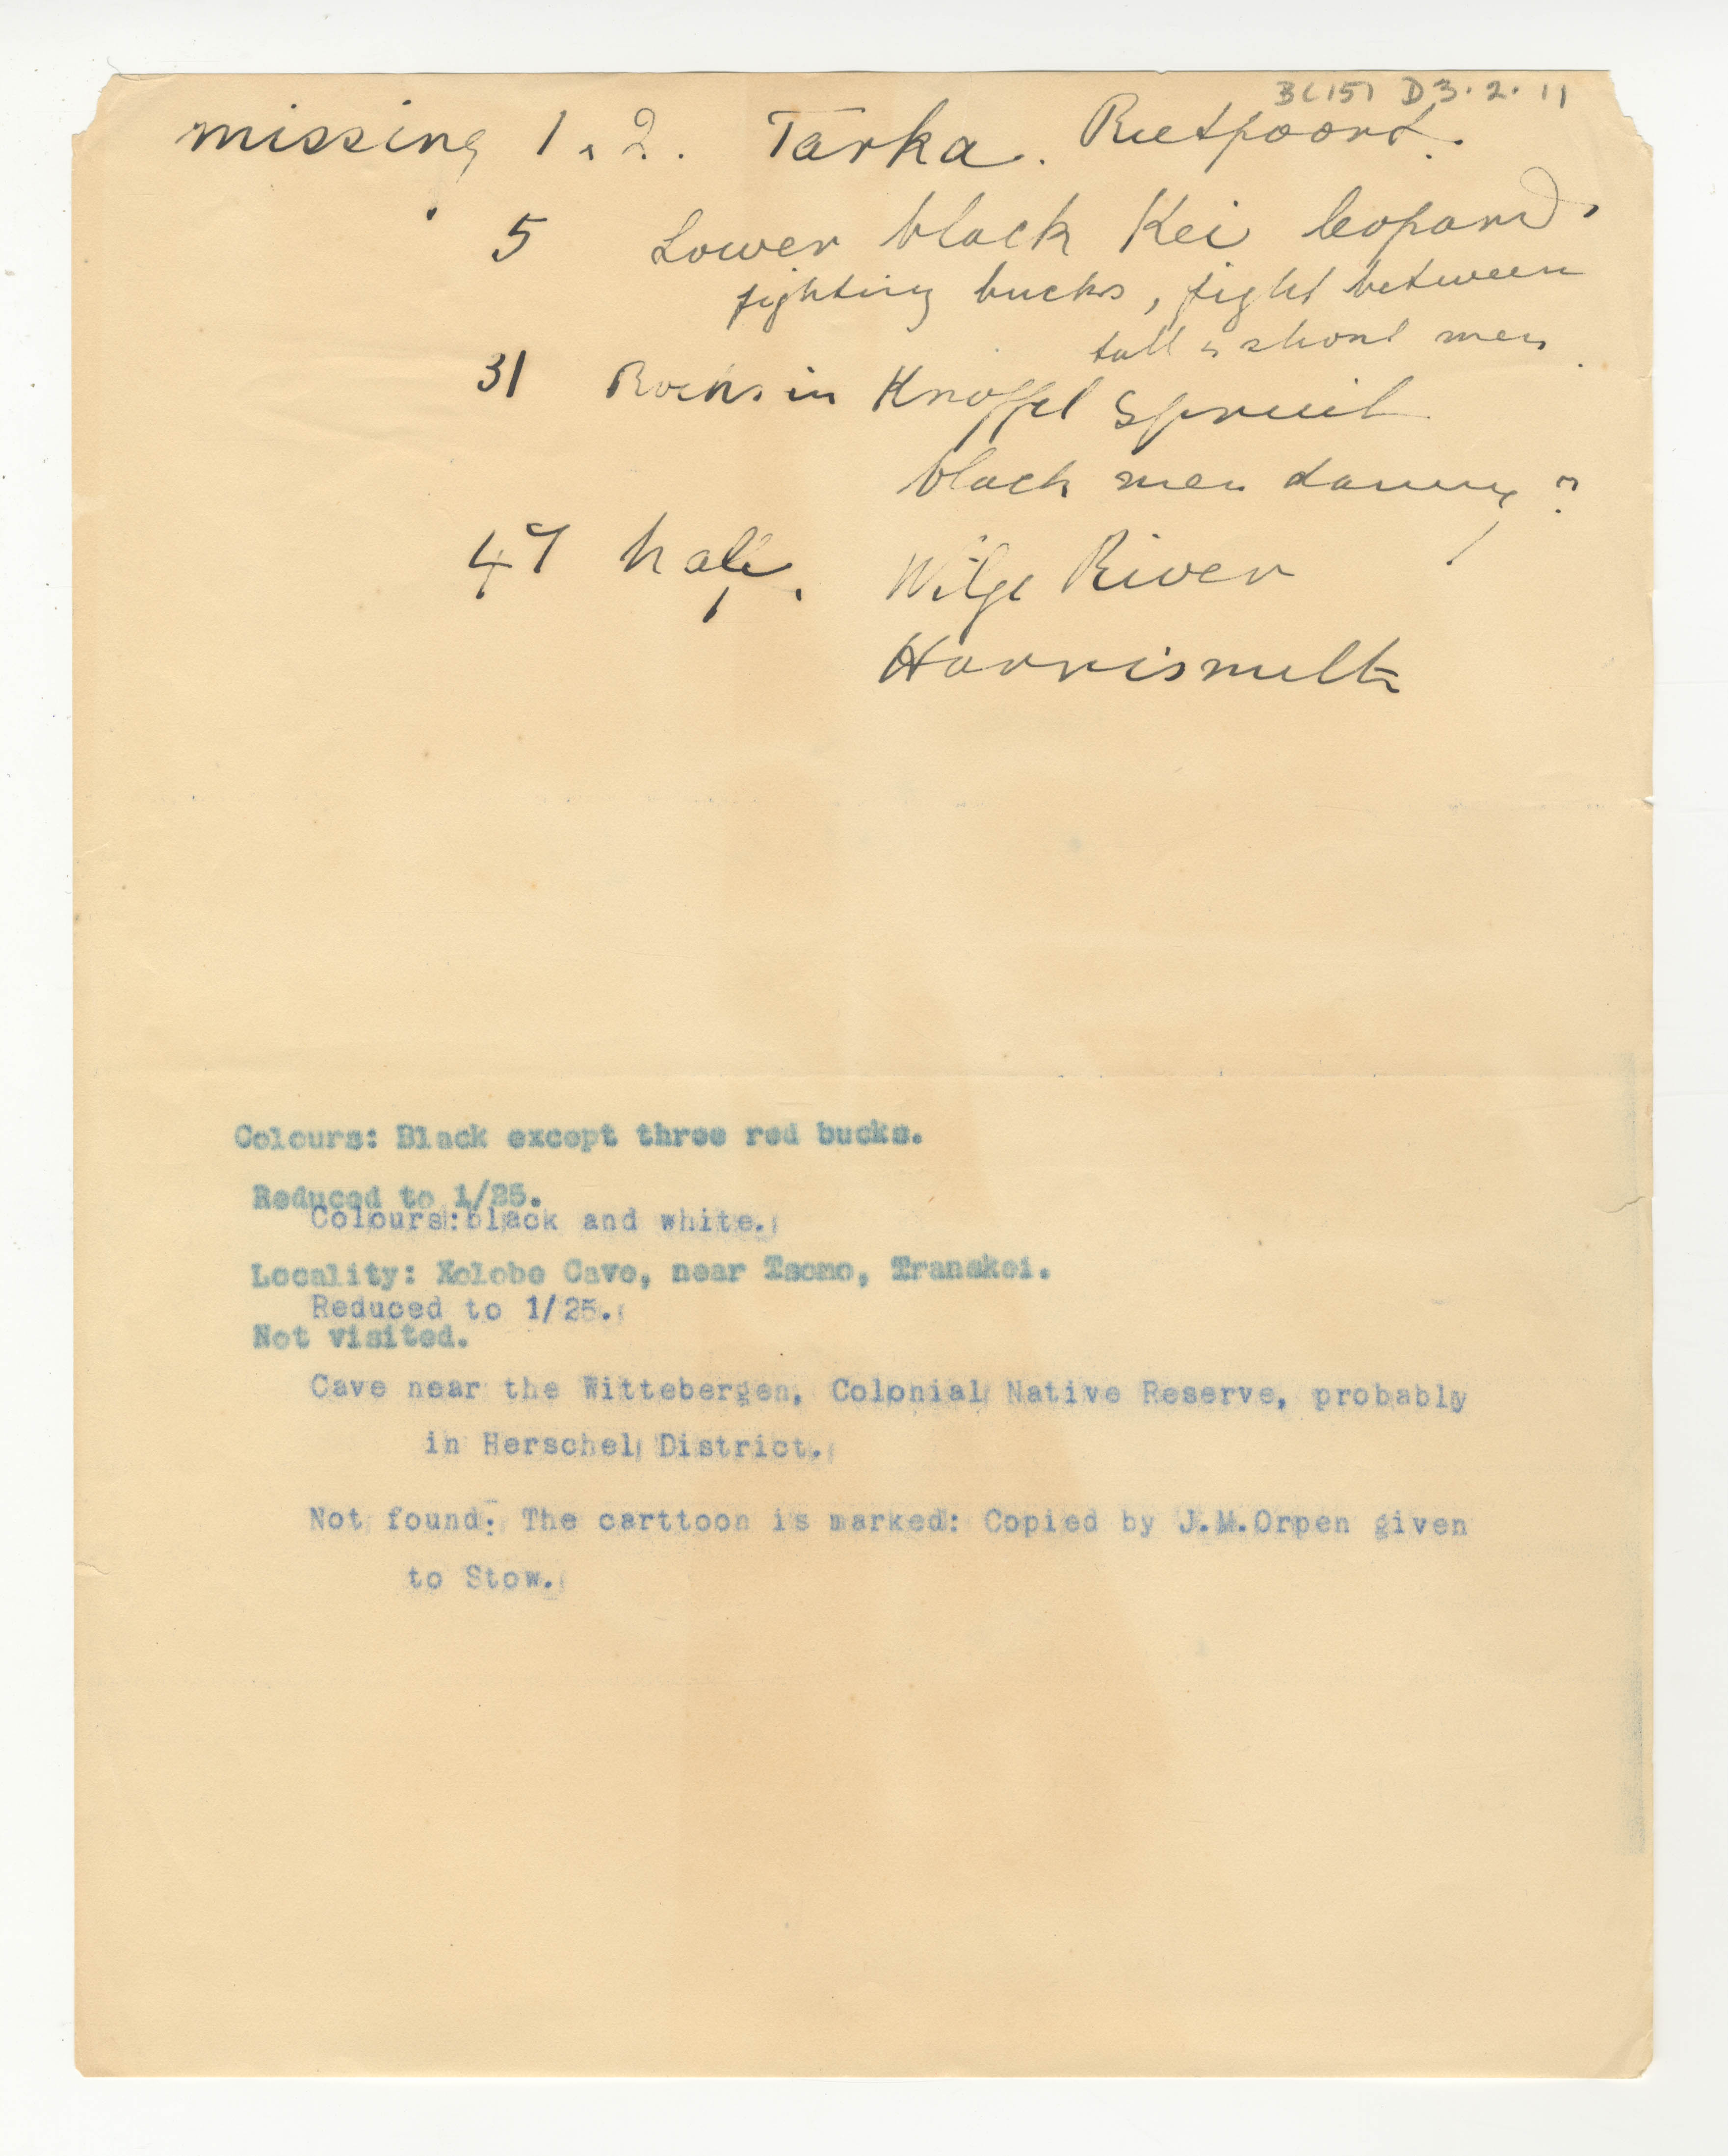 BC151 D3.2.11
missing 1 & 2. Tarka. Rietpoort.
5 Lower black Kei leopard
fighting bucks, fight between
tall & short men
31 Rocks in Knoffel Spruit
black men
47 half. Wilge River
Harrismith
Colours: Black except three red bucks.
Reduced to 1/25.
Colours:black and white.
Locality: Xolobe Cave, near Tsomo, Transkei.
Reduced to 1/25.
Not visited.
Cave near the Wittebergen, Colonial Native Reserve, probably
in Herschel District.
Not found: The carttoon is marked: Copied by J.M.Orpen given
to Stow.